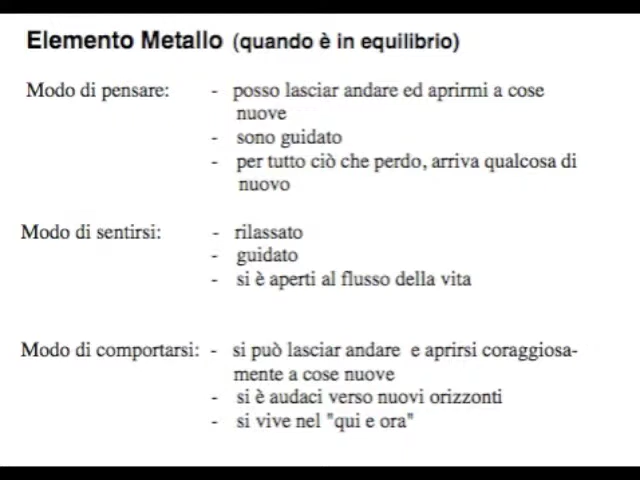 Elemento Metallo (quando è in equilibrio)
Modo di pensare: - posso lasciar andare ed aprirmi a cose
nuove
- sono guidato
- per tutto ciò che perdo, arriva qualcosa di
nuovo
Modo di sentirsi: - rilassato
- guidato
- si è aperti al flusso della vita
Modo di comportarsi: - si può lasciar andare e aprirsi coraggiosa-
mente a cose nuove
- si è audaci verso nuovi orizzonti
- si vive nel "qui e ora"